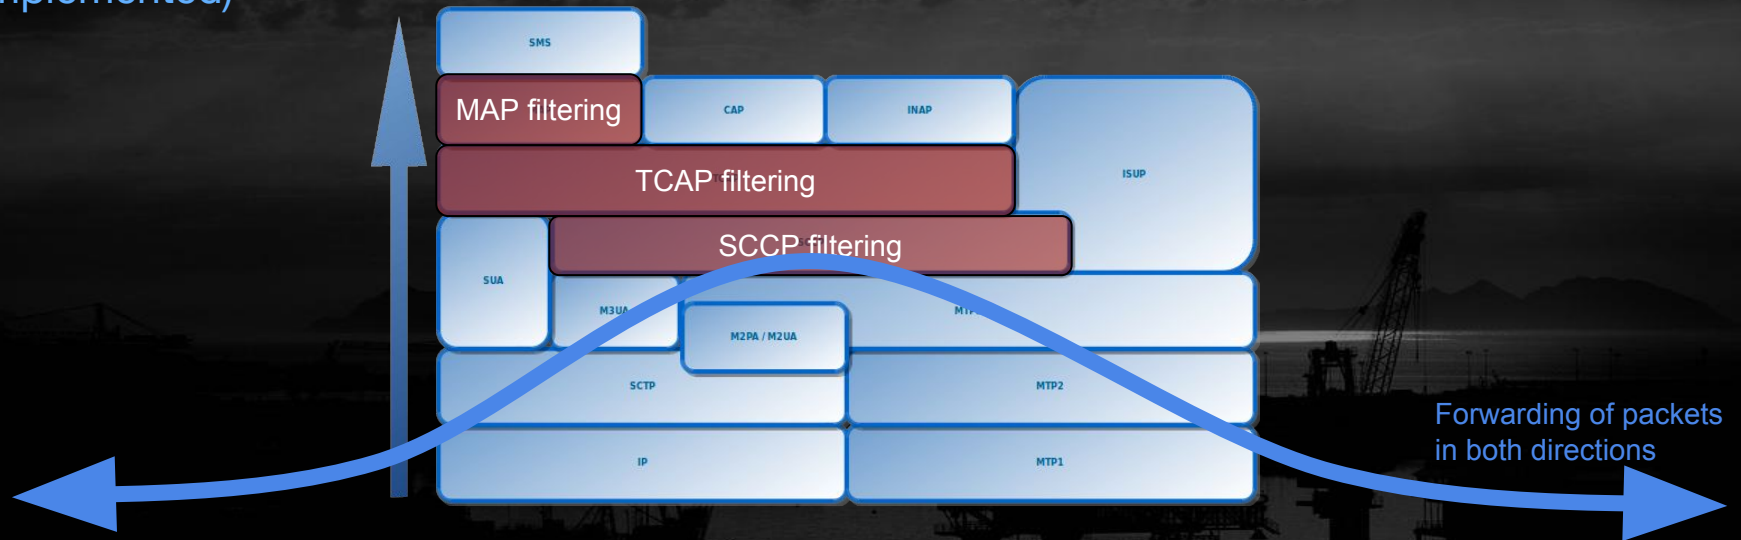 nplemented)
SMS
MAP filtering
CAP
INAP
TCAP filtering
ISUP
SCCP filtering
SUA
M3UA
M2PA / M2UA
SCTP
MTP2
Forwarding of packets
in both directions
IP
MTP1